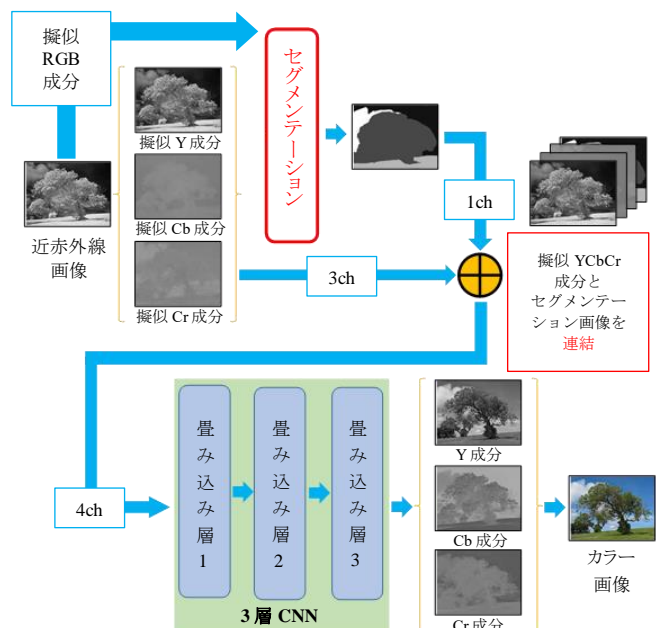 擬似
RGB
成分
セグメンテーション
擬似 Y 成分
擬似 Cb 成分
擬似 Cr 成分
近赤外線
画像
1ch
3ch
擬似 YCbCr
成分と
セグメンテー
ション画像を
連結
4ch
畳み込み層1
畳み込み層2
畳み込み層3
3 層 CNN
Y 成分
Cb 成分
Cr 成分
カラー
画像